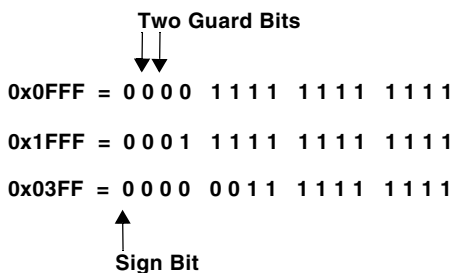 Two Guard Bits
0x0FFF = 0 0 0 0 1 1 1 1 1 1 1 1 1 1 1 1
0x1FFF = 0 0 0 1 1 1 1 1 1 1 1 1 1 1 1 1
0x03FF = 0 0 0 0 0 0 1 1 1 1 1 1 1 1 1 1
Sign Bit